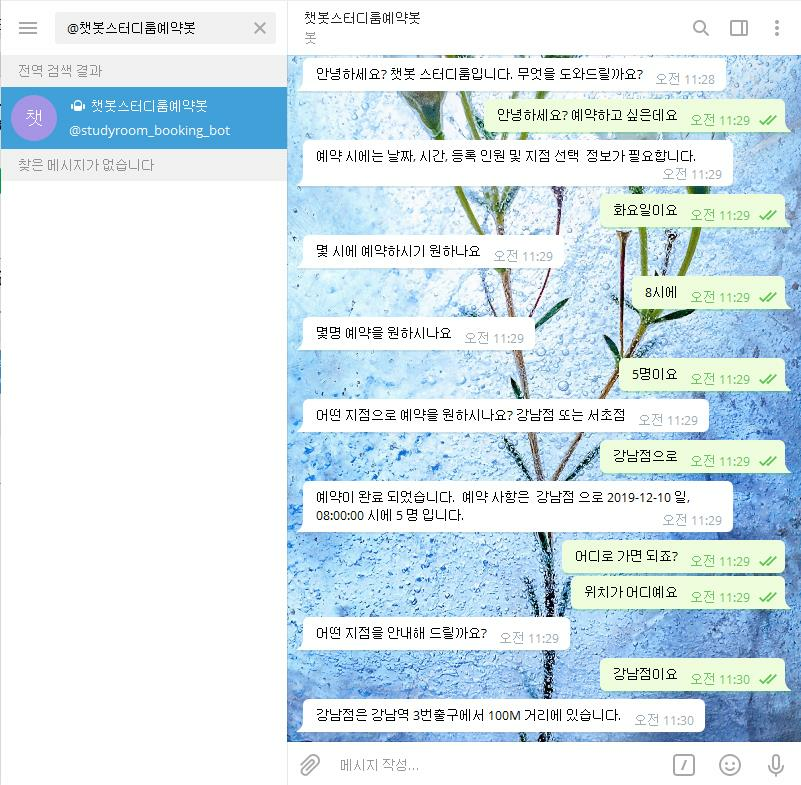 @챗봇스터디룸예약봇
전역 검색 결과
챗
챗봇스터디룸예약봇
@studyroom_booking_bot
찾은 메시지가 없습니다
챗봇스터디룸예약봇
봇
안녕하세요? 챗봇 스터디룸입니다. 무엇을 도와드릴까요? 오전 11:28
안녕하세요? 예약하고 싶은데요 오전 11:29
예약 시에는 날짜, 시간, 등록 인원 및 지점 선택 정보가 필요합니다.
오전 11:29
화요일이요 오전 11:29
몇 시에 예약하시기 원하나요 오전 11:29
8시에 오전 11:29
몇명 예약을 원하시나요 오전 11:29
5명이요 오전 11:29
어떤 지점으로 예약을 원하시나요? 강남점 또는 서초점 오전 11:29
강남점으로 오전 11:29
예약이 완료 되었습니다. 예약 사항은 강남점 으로 2019-12-10 일,
08:00:00 시에 5 명 입니다. 오전 11:29
어디로 가면 되죠? 오전 11:29
위치가 어디예요 오전 11:29
어떤 지점을 안내해 드릴까요? 오전 11:29
강남점이요 오전 11:30
강남점은 강남역 3번출구에서 100M 거리에 있습니다. 오전 11:30
메시지 작성...